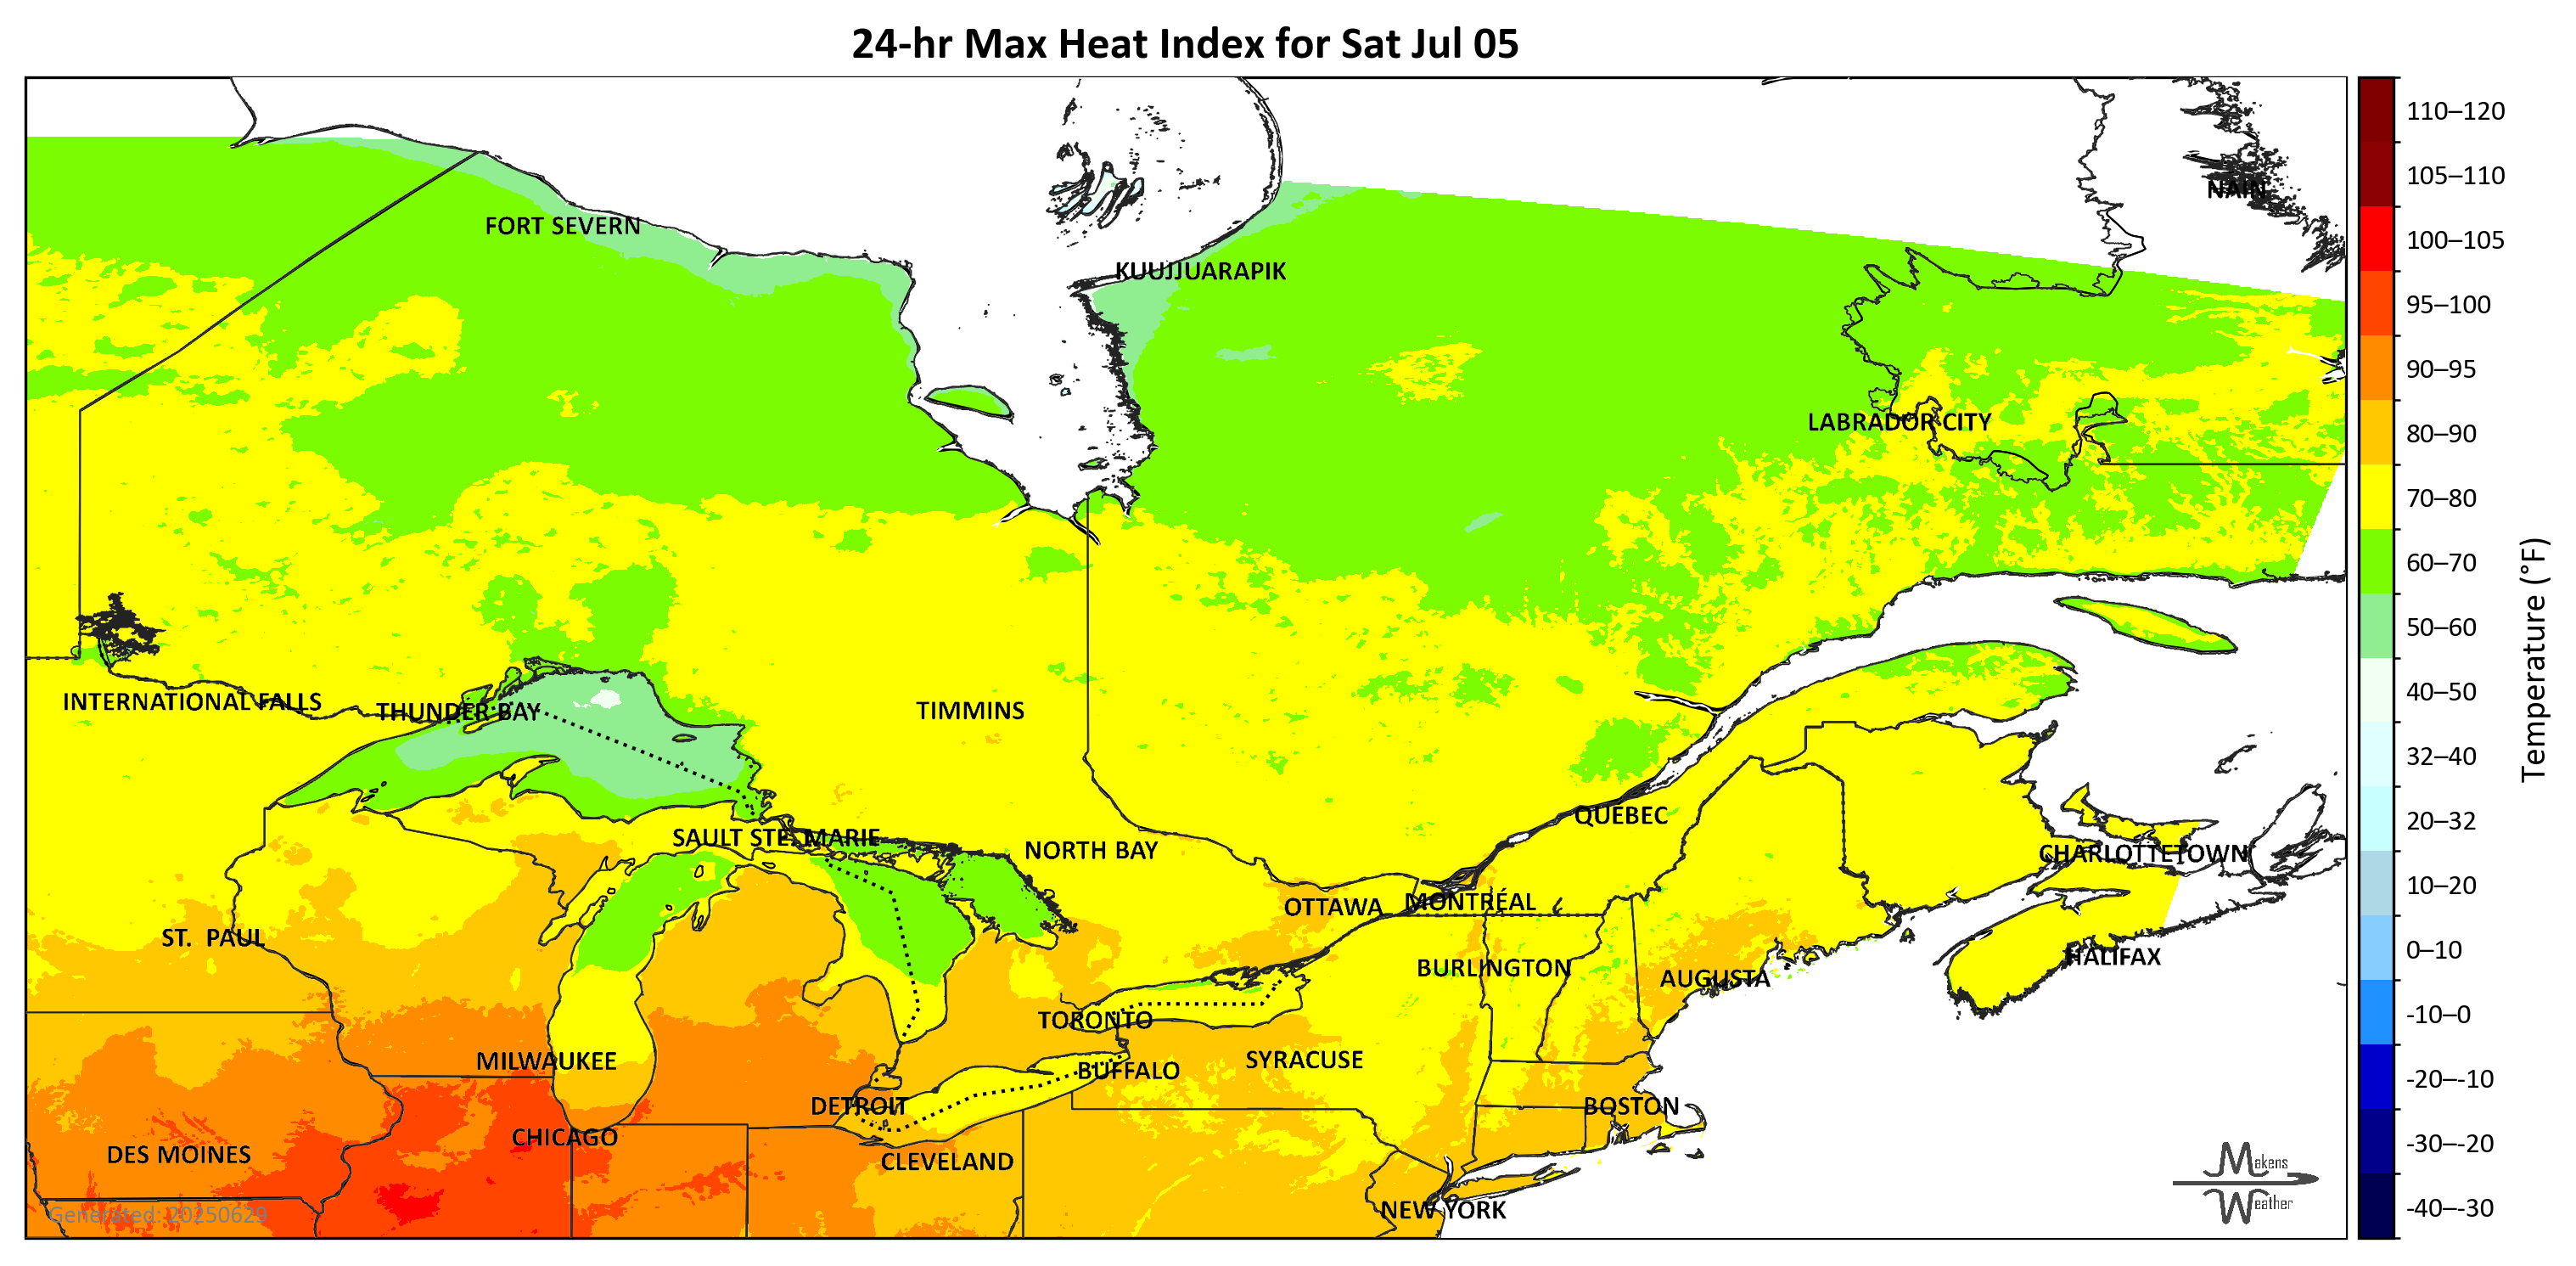 24-hr Max Heat Index for Sat Jul 05
110–120
105–110
NAIN
FORT SEVERN
100–105
KUUJJUARAPIK
95–100
90–95
LABRADOR CITY
80–90
70–80
60–70
50–60
Temperature (°F)
INTERNATIONAL FALLS
THUNDER BAY
TIMMINS
40–50
32–40
QUÉBEC
20–32
SAULT STE. MARIE
NORTH BAY
CHARLOTTETOWN
10–20
OTTAWA
MONTRÉAL
ST. PAUL
0–10
HALIFAX
BURLINGTON
AUGUSTA
TORONTO
-10–0
MILWAUKEE
SYRACUSE
BUFFALO
-20–-10
DETROIT
BOSTON
CHICAGO
-30–-20
DES MOINES
CLEVELAND
Makens
Weather
NEW YORK
-40–-30
Generated: 20250629